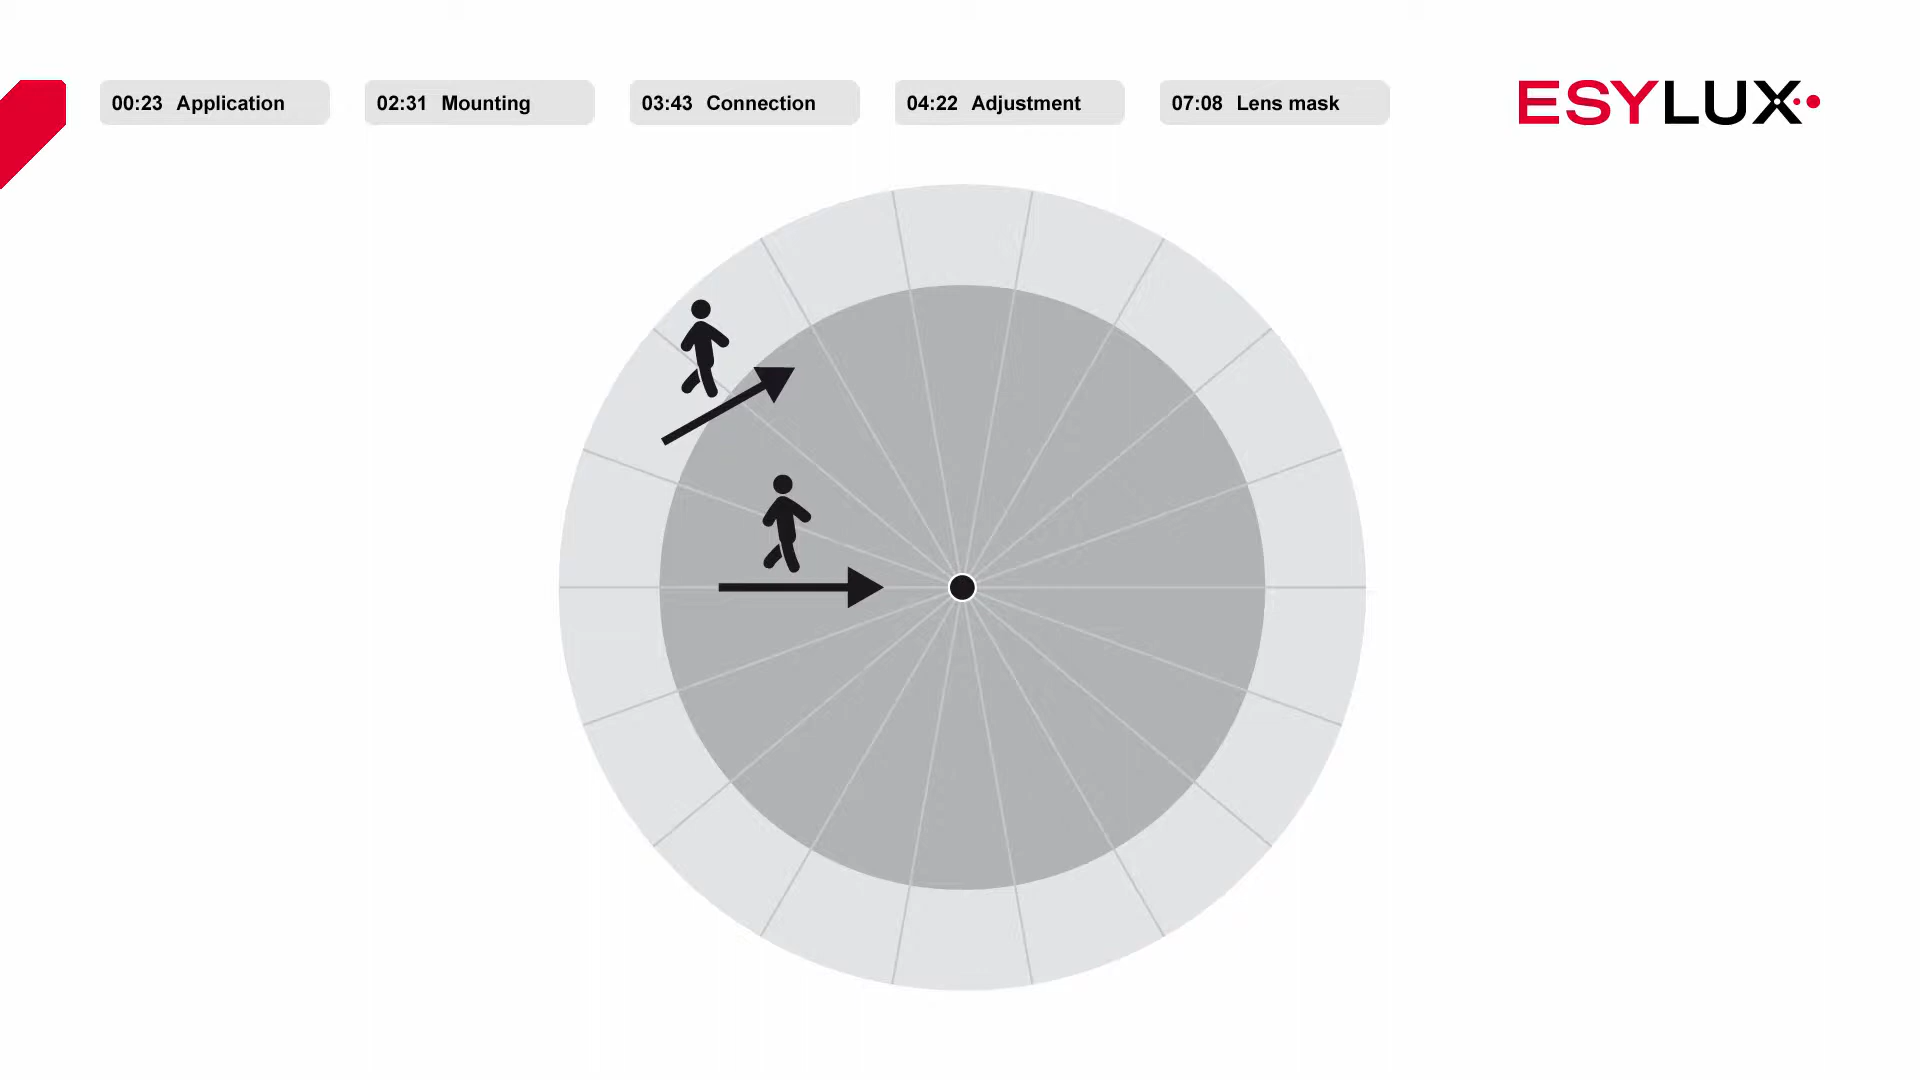 00:23 Application
02:31 Mounting
03:43 Connection
04:22 Adjustment
07:08 Lens mask
ESYLUX